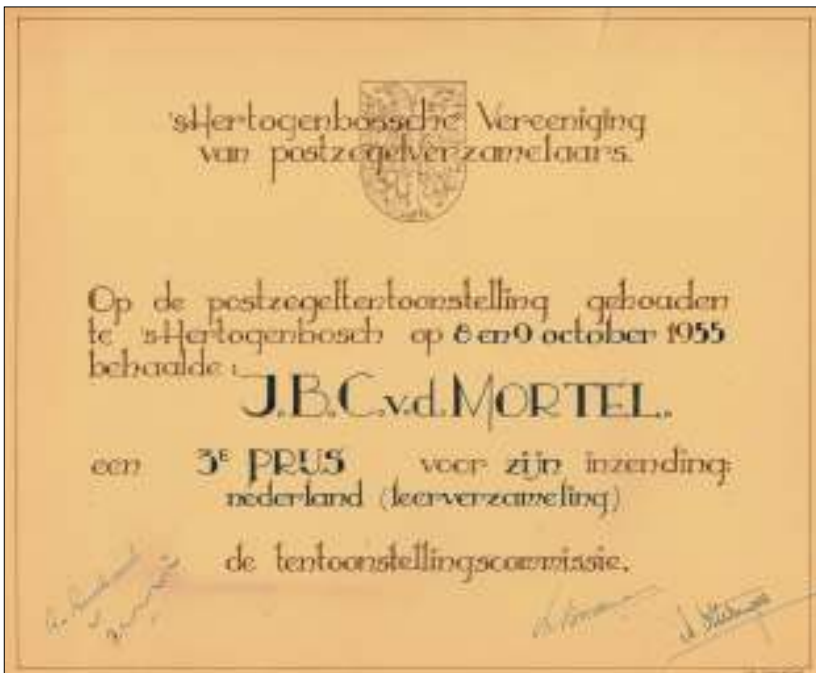 'sHertogenbossche Vereeniging
van postzegelverzamelaars.
Op de postzegeltentoonstelling gehouden
te 'sHertogenbosch op 8 en 9 october 1955
behaalde:
J.B.C.v.d.MORTEL.
een 3E PRIJS voor zijn inzending:
nederland (leerverzameling)
de tentoonstellingscommissie.